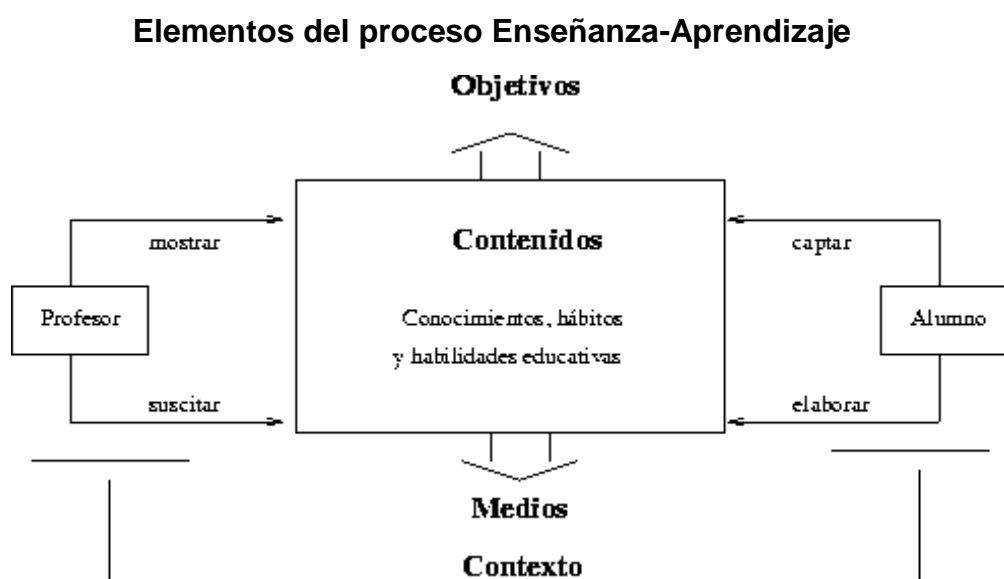 Elementos del proceso Enseñanza-Aprendizaje
Objetivos
mostrar
Contenidos
captar
Profesor
Conocimientos, hábitos
y habilidades educativas
Alumno
suscitar
elaborar
Medios
Contexto